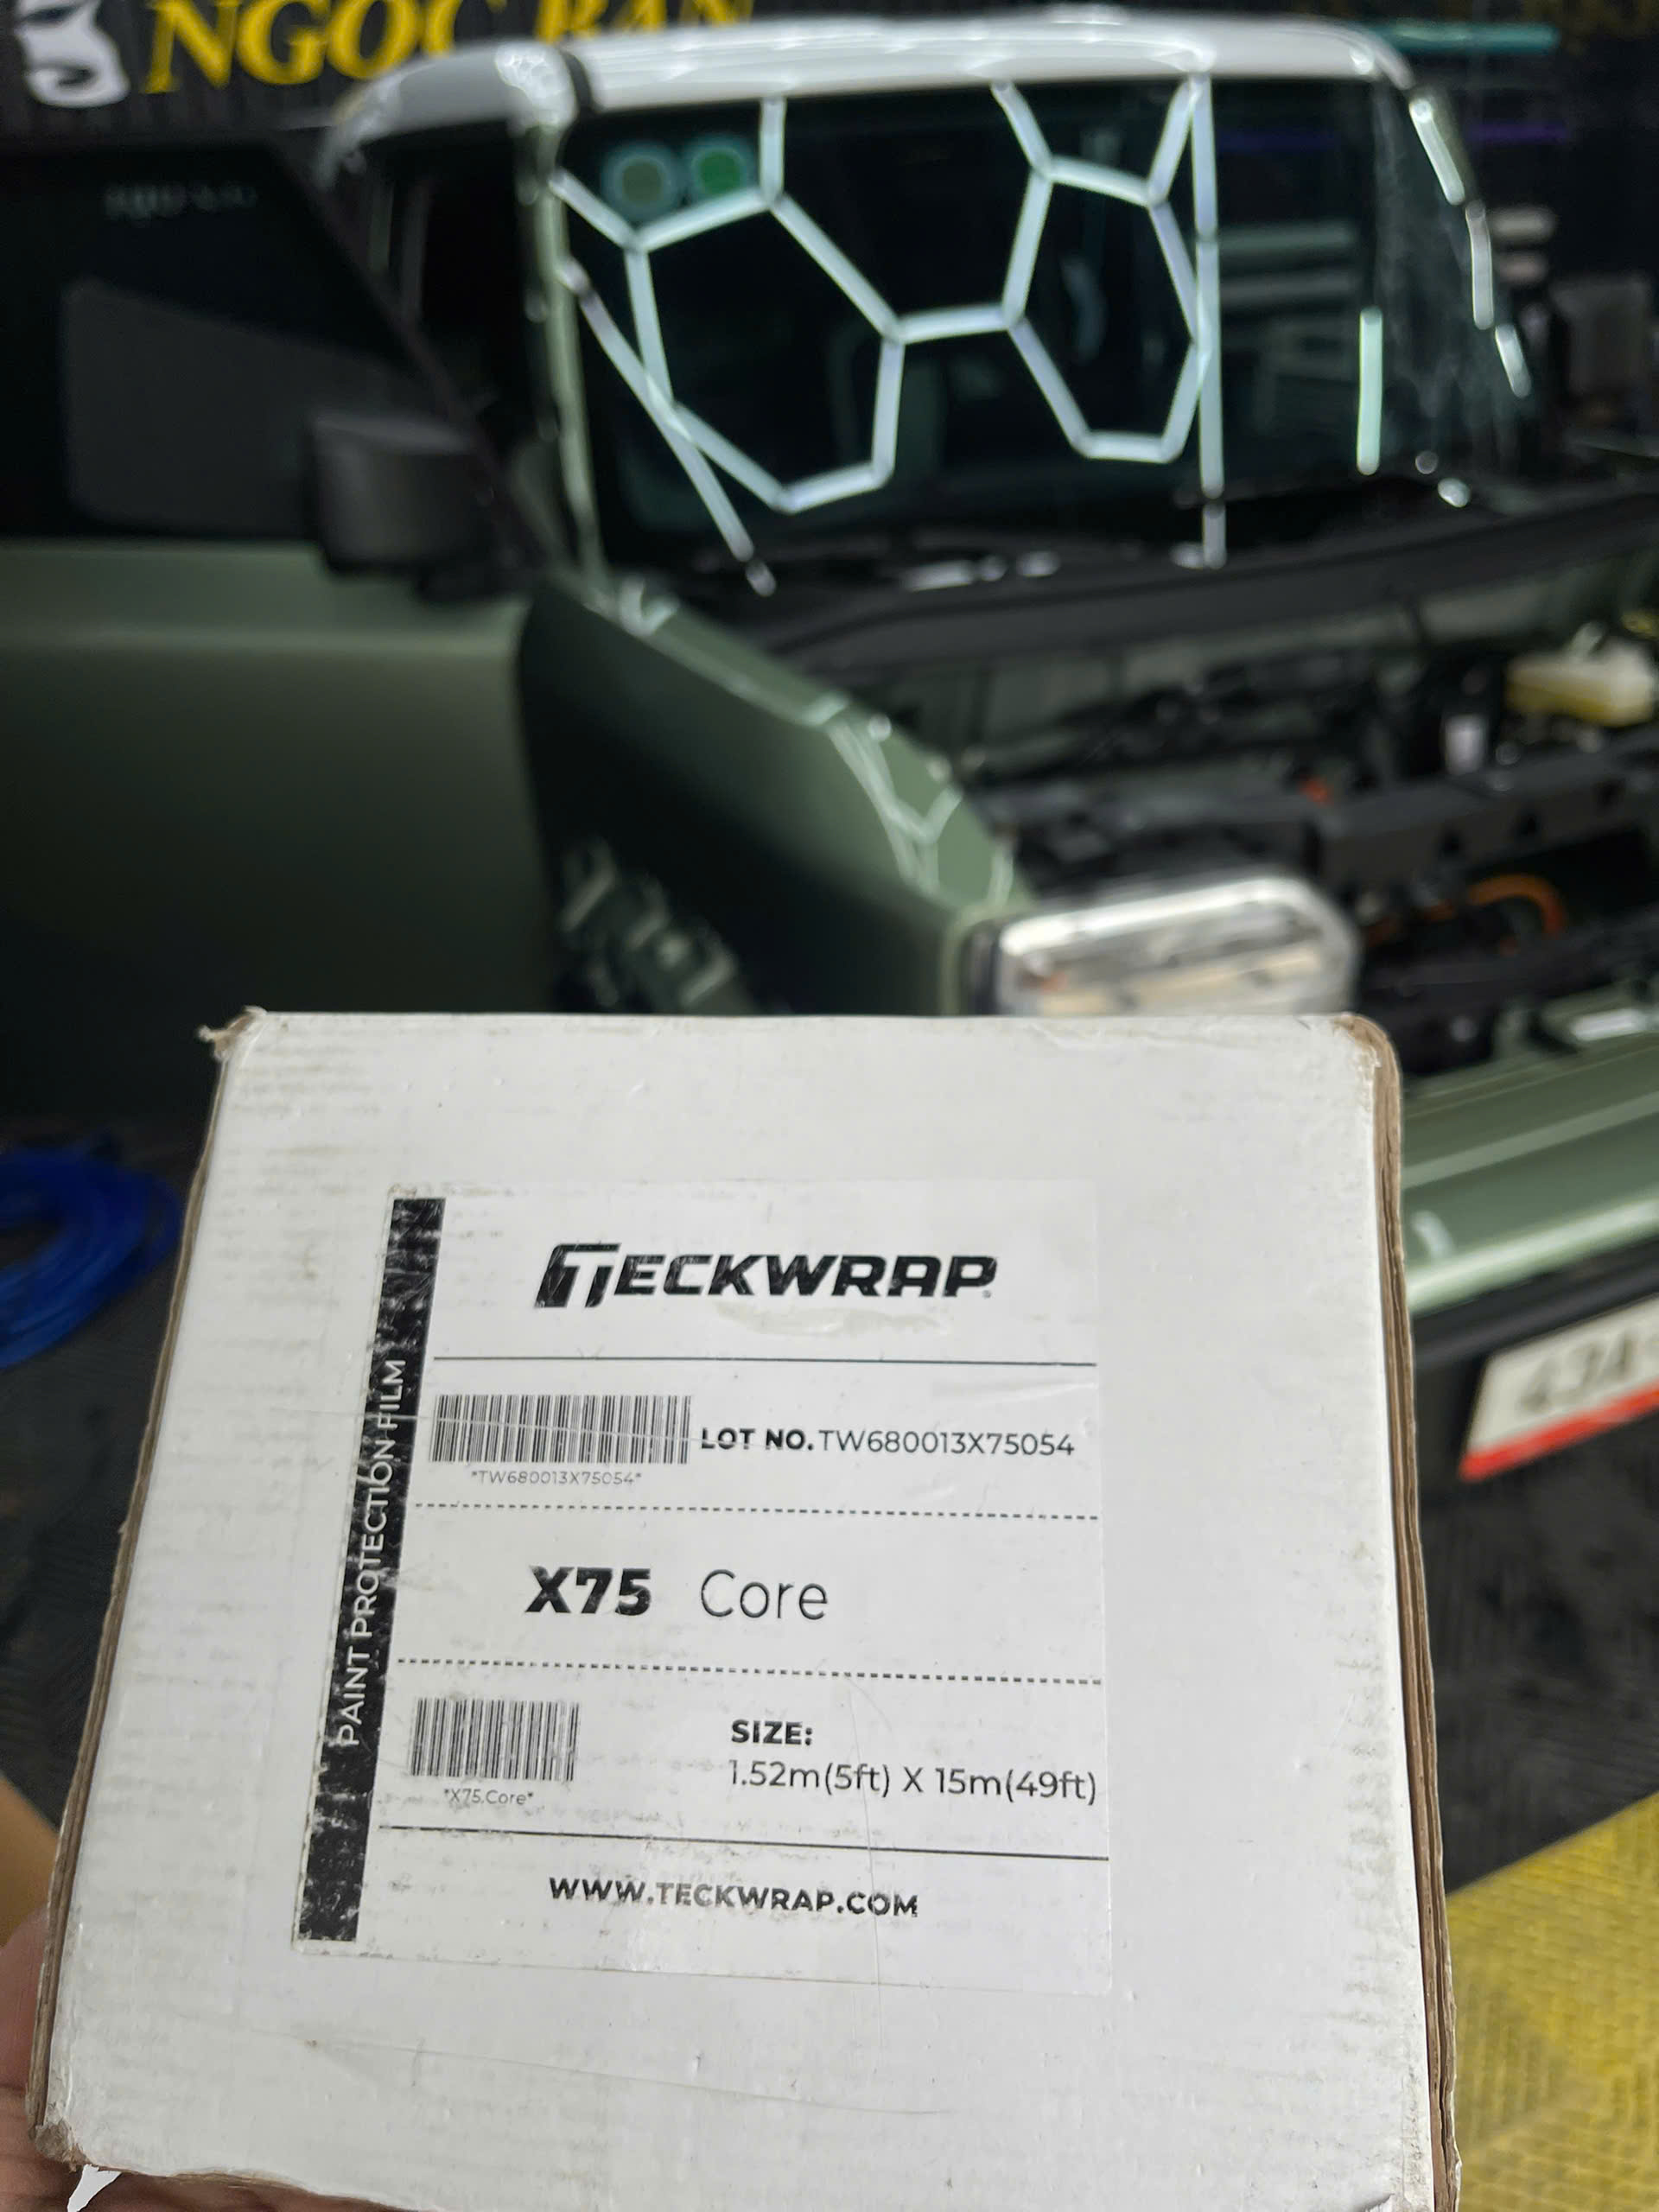 NGOC RAN
TECKWRAP
PAINT PROTECTION FILM
LOT NO.TW680013X75054
*TW680013X75054*
X75 Core
SIZE:
1.52m(5ft) X 15m(49ft)
*X75.Core*
WWW.TECKWRAP.COM